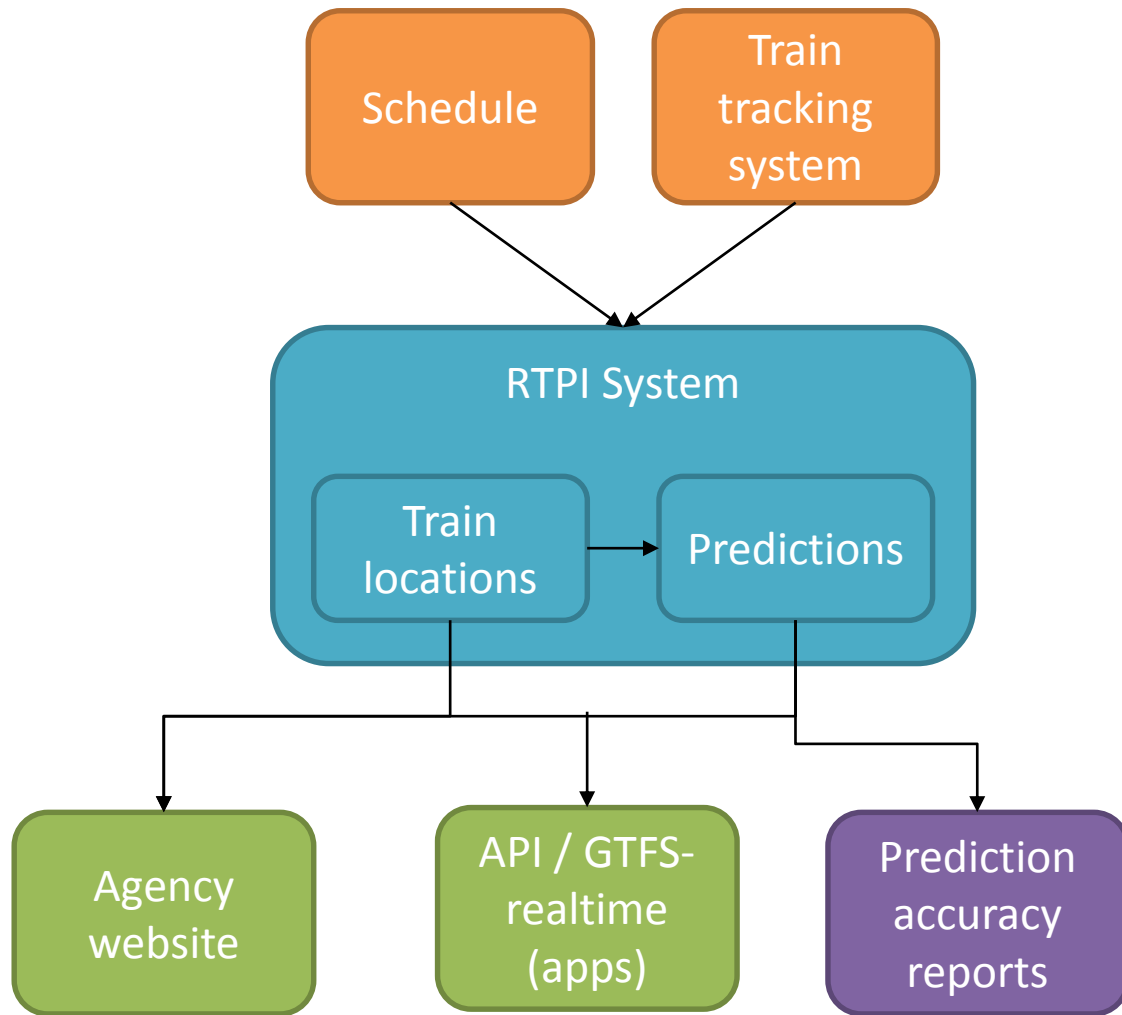 Schedule
Train
tracking
system
RTPI System
Train
locations
Predictions
Agency
website
API / GTFS-
realtime
(apps)
Prediction
accuracy
reports